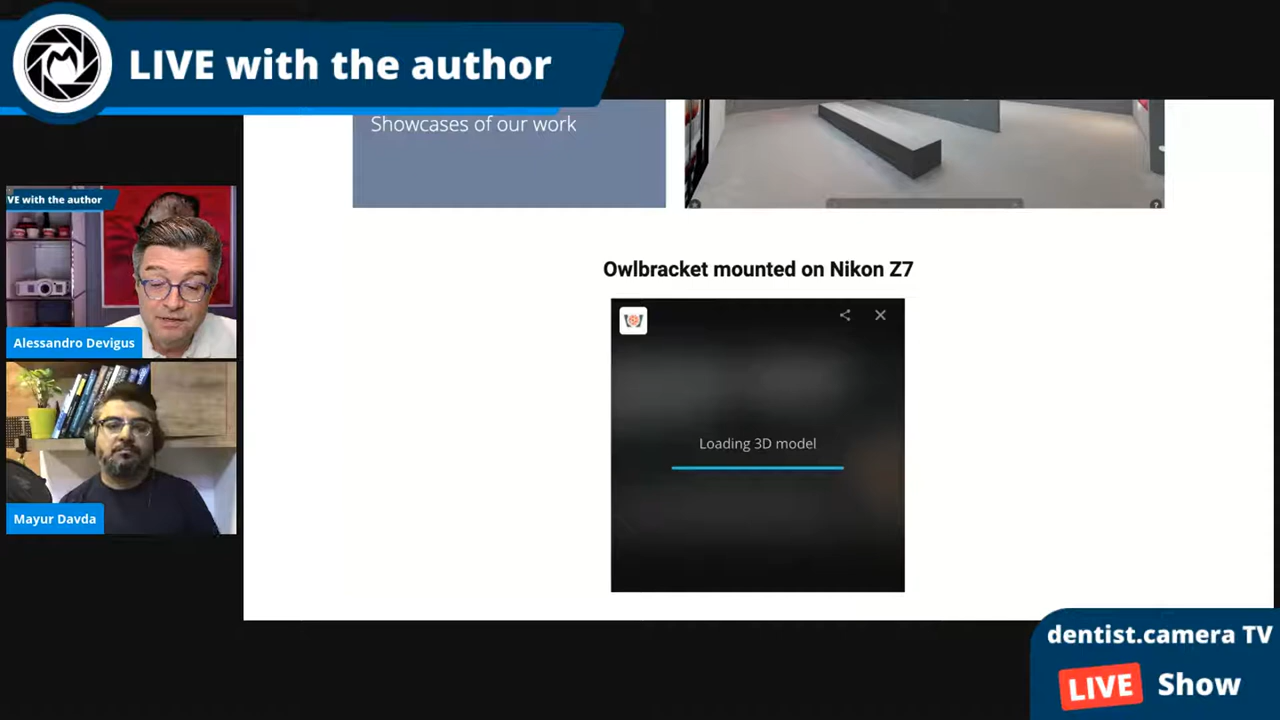 LIVE with the author
Showcases of our work
VE with the author
Alessandro Devigus
Mayur Davda
Owlbracket mounted on Nikon Z7
Loading 3D model
dentist.camera TV
LIVE Show